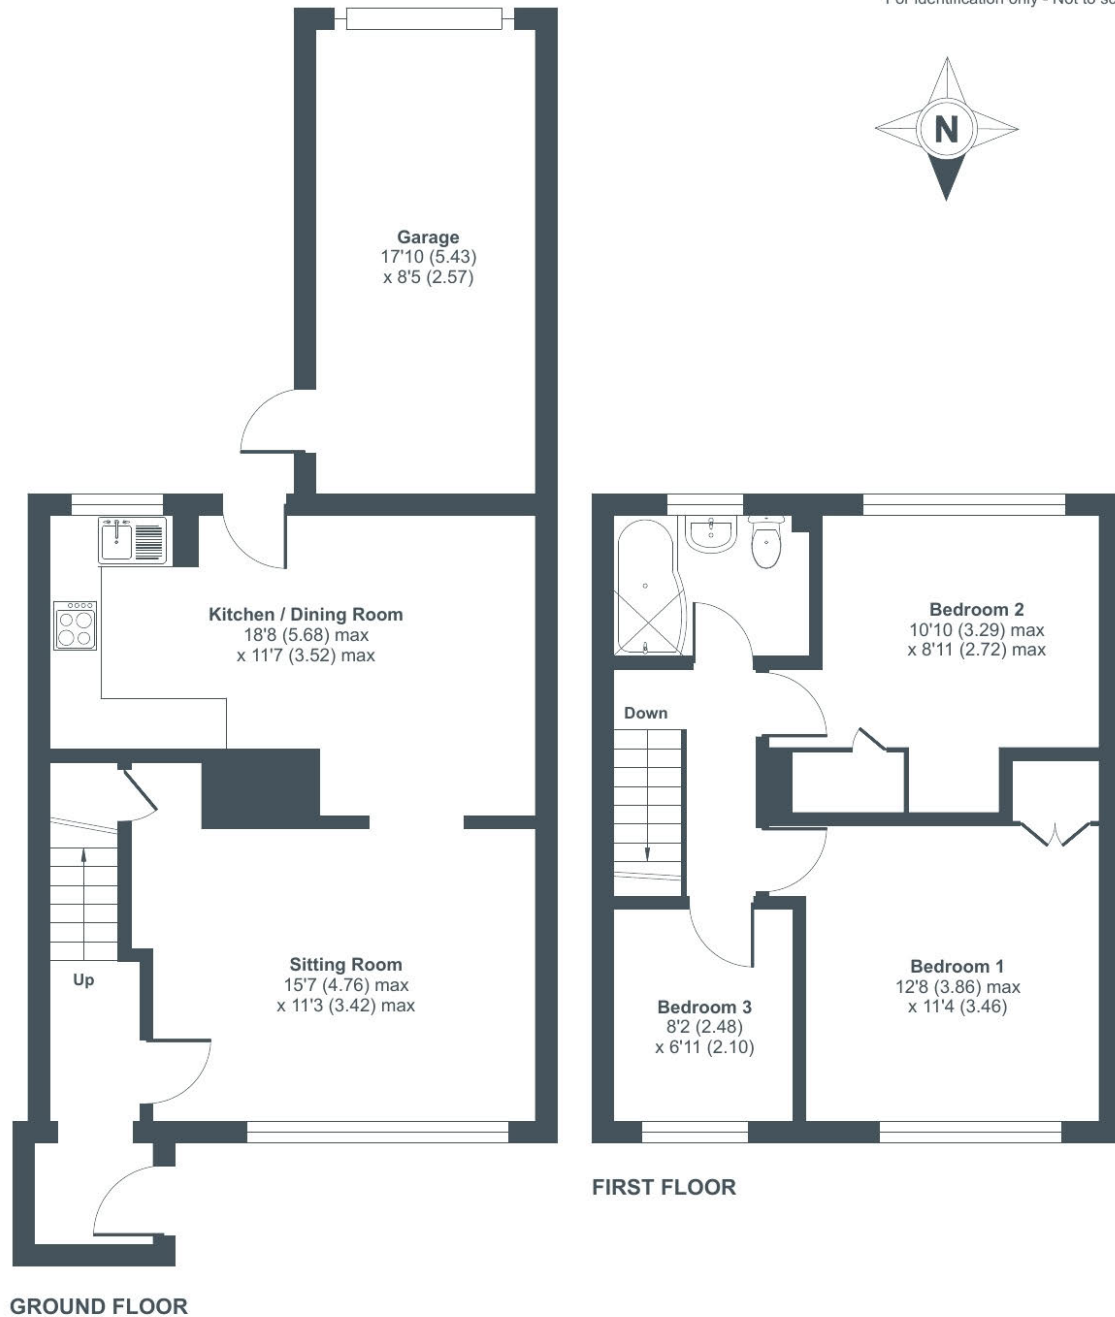 N
Garage
17'10 (5.43)
x 8'5 (2.57)
Kitchen / Dining Room
18'8 (5.68) max
x 11'7 (3.52) max
Sitting Room
15'7 (4.76) max
x 11'3 (3.42) max
Up
GROUND FLOOR
Down
Bedroom 2
10'10 (3.29) max
x 8'11 (2.72) max
Bedroom 1
12'8 (3.86) max
x 11'4 (3.46)
Bedroom 3
8'2 (2.48)
x 6'11 (2.10)
FIRST FLOOR